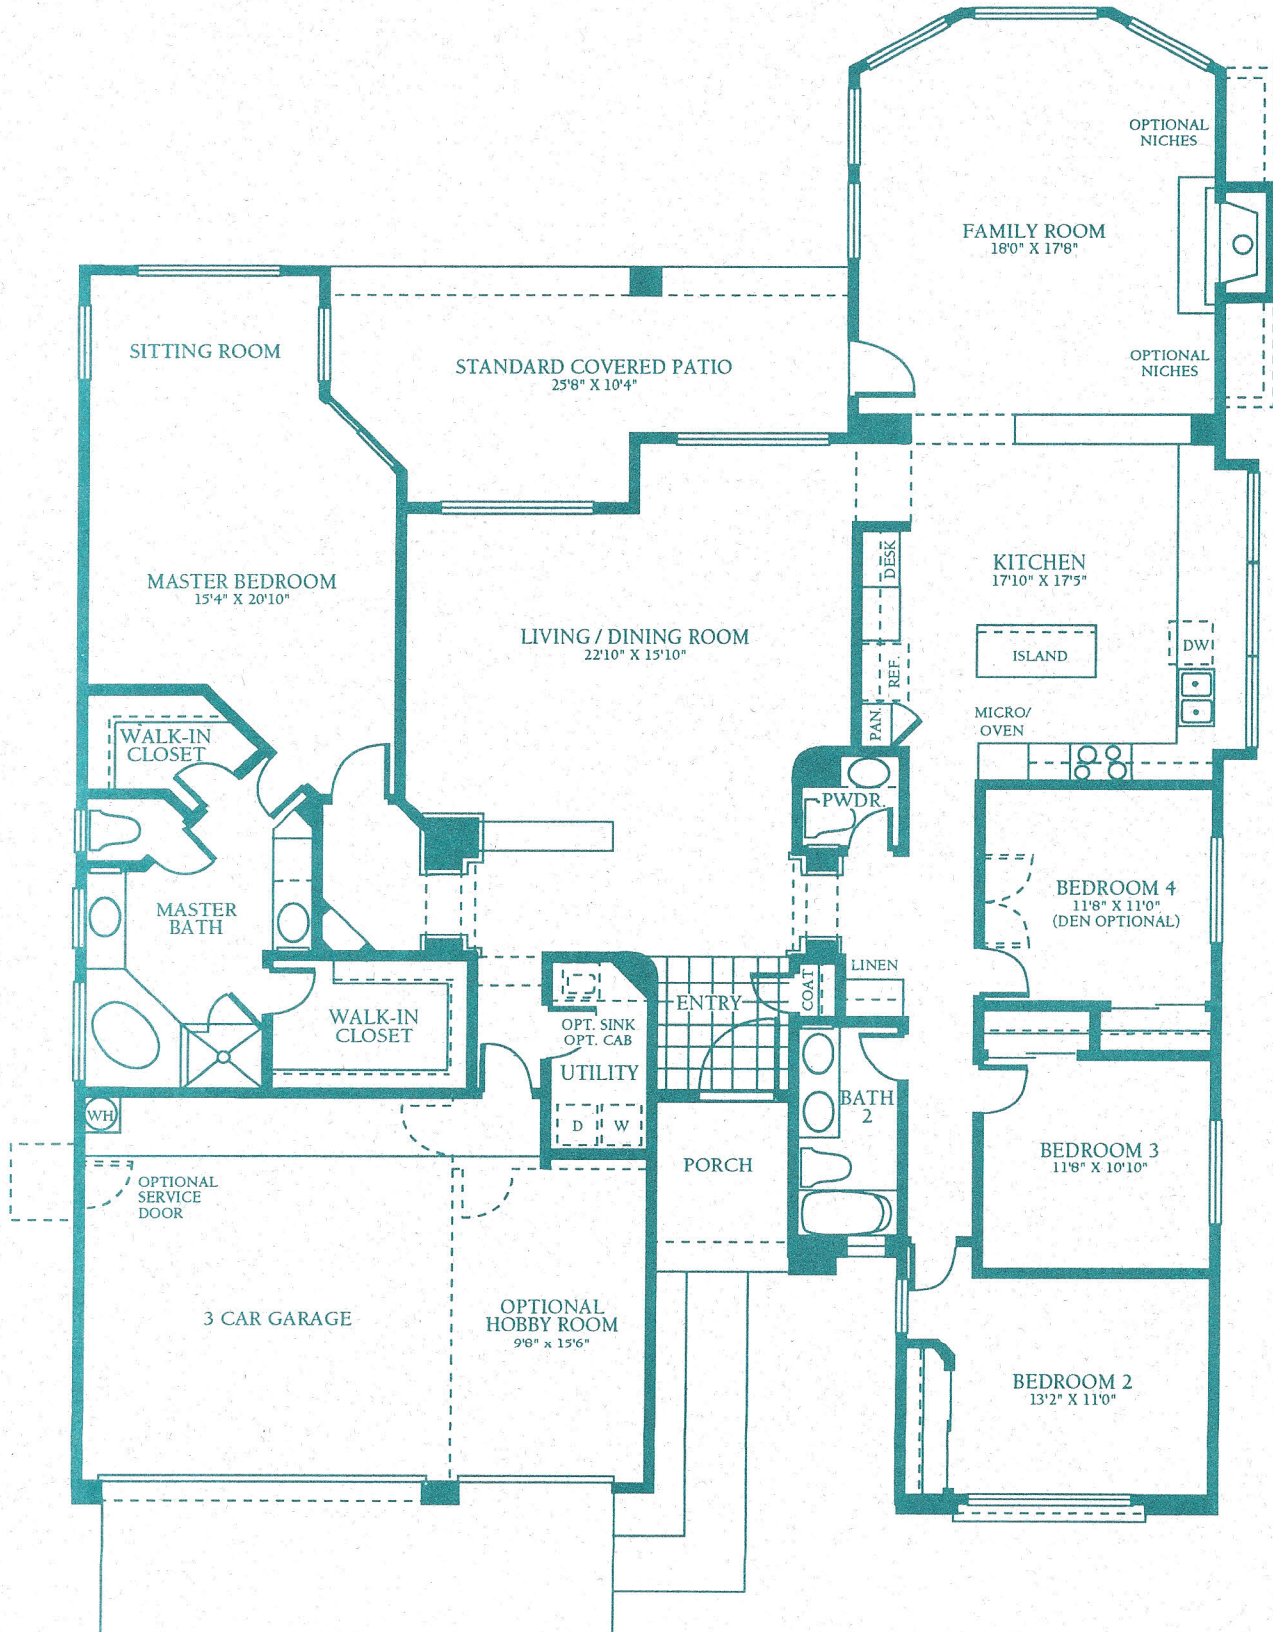 OPTIONAL
NICHES
FAMILY ROOM
18'0" X 17'8"
OPTIONAL
NICHES
SITTING ROOM
STANDARD COVERED PATIO
25'8" X 10'4"
MASTER BEDROOM
15'4" X 20'10"
LIVING / DINING ROOM
22'10" X 15'10"
DESK
REF.
PAN.
KITCHEN
17'10" X 17'5"
ISLAND
DW
MICRO/
OVEN
WALK-IN
CLOSET
PWDR.
MASTER
BATH
BEDROOM 4
11'8" X 11'0"
(DEN OPTIONAL)
LINEN
COAT
ENTRY
WALK-IN
CLOSET
OPT. SINK
OPT. CAB
UTILITY
D
W
WH
BATH
2
BEDROOM 3
11'8" X 10'10"
PORCH
OPTIONAL
SERVICE
DOOR
3 CAR GARAGE
OPTIONAL
HOBBY ROOM
9'8" x 15'6"
BEDROOM 2
13'2" X 11'0"